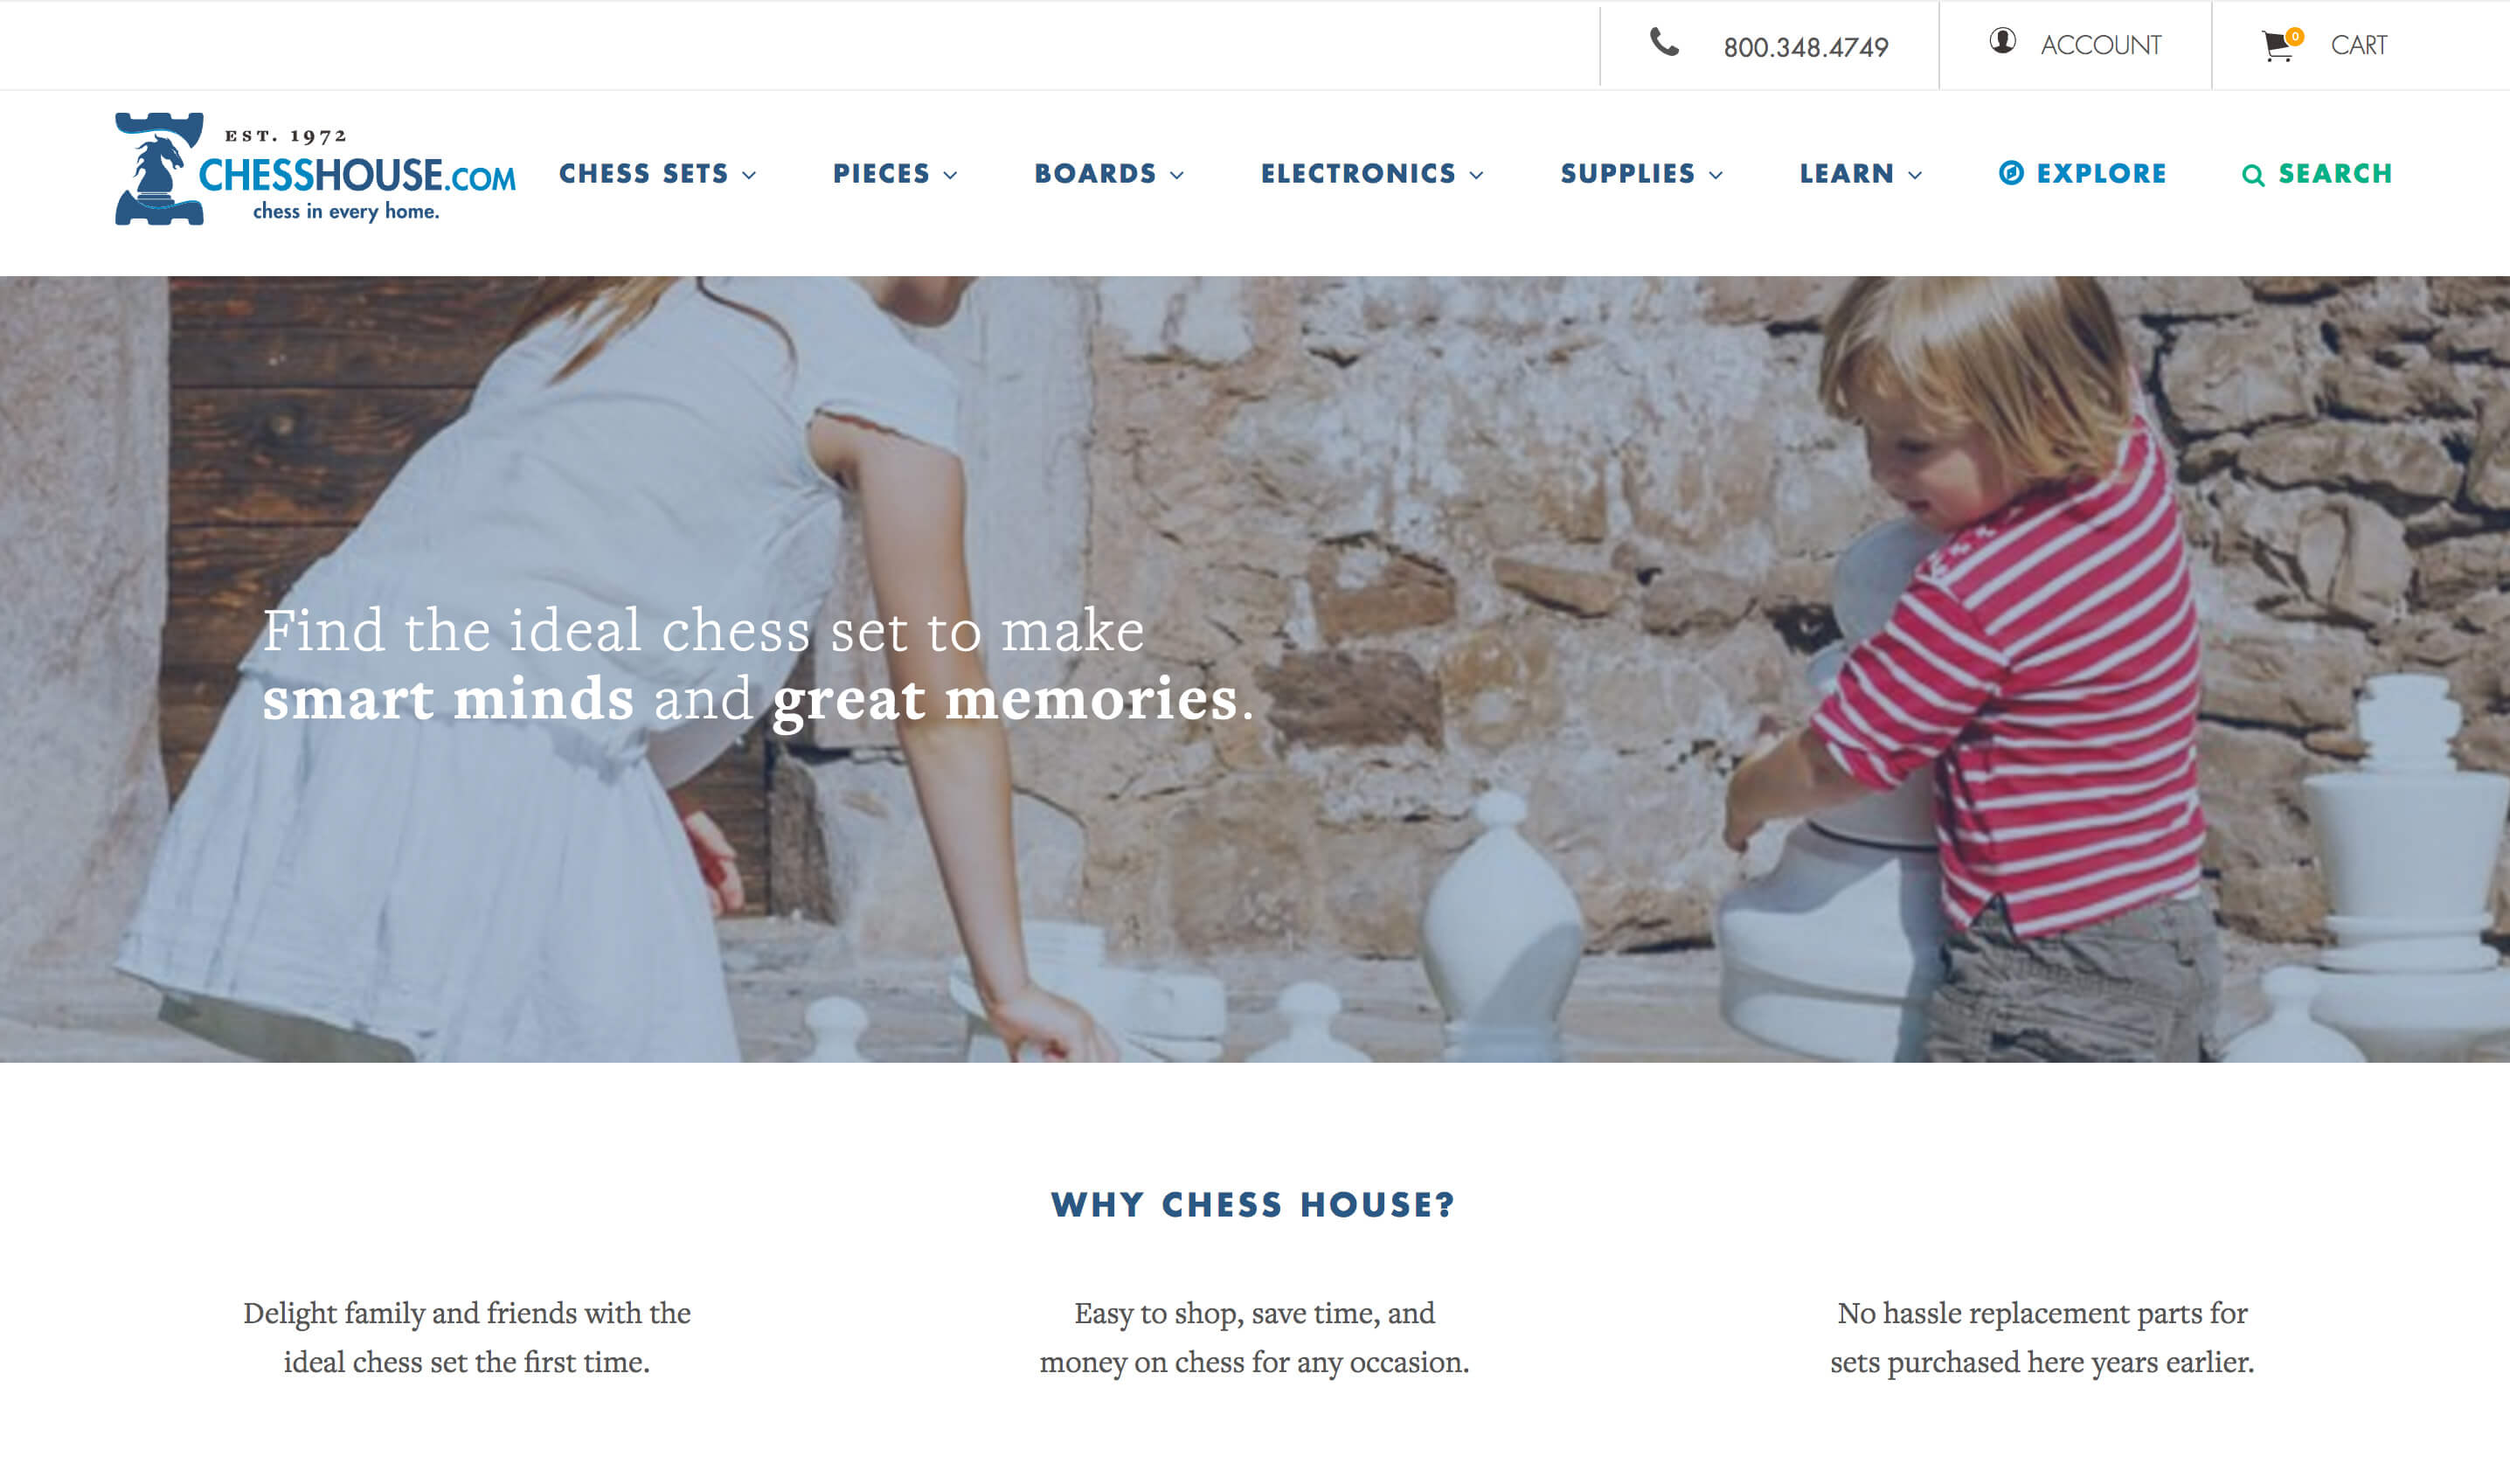 800.348.4749
ACCOUNT
0
CART
EST. 1972
CHESSHOUSE.COM
chess in every home.
CHESS SETS
PIECES
BOARDS
ELECTRONICS
SUPPLIES
LEARN
EXPLORE
SEARCH
Find the ideal chess set to make
smart minds and great memories.
WHY CHESS HOUSE?
Delight family and friends with the
ideal chess set the first time.
Easy to shop, save time, and
money on chess for any occasion.
No hassle replacement parts for
sets purchased here years earlier.